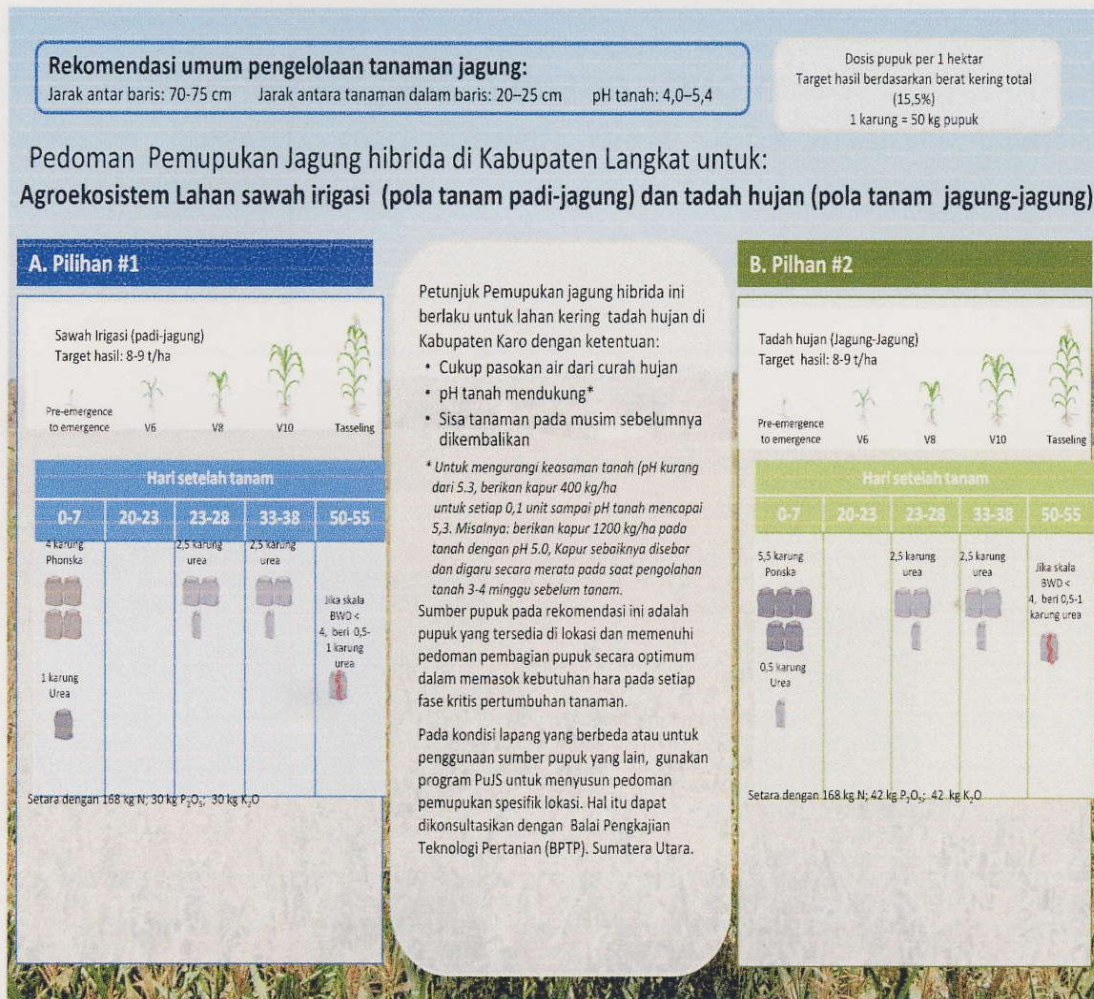 Rekomendasi umum pengelolaan tanaman jagung:
Jarak antar baris: 70-75 cm Jarak antara tanaman dalam baris: 20–25 cm pH tanah: 4,0–5,4
Dosis pupuk per 1 hektar
Target hasil berdasarkan berat kering total
(15,5%)
1 karung = 50 kg pupuk
Pedoman Pemupukan Jagung hibrida di Kabupaten Langkat untuk:
Agroekosistem Lahan sawah irigasi (pola tanam padi-jagung) dan tadah hujan (pola tanam jagung-jagung)
A. Pilihan #1
Sawah Irigasi (padi-jagung)
Target hasil: 8-9 t/ha
Pre-emergence
to emergence V6 V8 V10 Tasseling
Hari setelah tanam
0-7 20-23 23-28 33-38 50-55
4 karung
Phonska
2,5 karung
urea
2,5 karung
urea
Jika skala
BWD <
4, beri 0,5-
1 karung
urea
1 karung
Urea
Setara dengan 168 kg N; 30 kg P₂O₅; 30 kg K₂O
Petunjuk Pemupukan jagung hibrida ini
berlaku untuk lahan kering tadah hujan di
Kabupaten Karo dengan ketentuan:
• Cukup pasokan air dari curah hujan
• pH tanah mendukung*
• Sisa tanaman pada musim sebelumnya
dikembalikan
* Untuk mengurangi keasaman tanah (pH kurang
dari 5.3, berikan kapur 400 kg/ha
untuk setiap 0,1 unit sampai pH tanah mencapai
5,3. Misalnya: berikan kapur 1200 kg/ha pada
tanah dengan pH 5.0, Kapur sebaiknya disebar
dan digaru secara merata pada saat pengolahan
tanah 3-4 minggu sebelum tanam.
Sumber pupuk pada rekomendasi ini adalah
pupuk yang tersedia di lokasi dan memenuhi
pedoman pembagian pupuk secara optimum
dalam memasok kebutuhan hara pada setiap
fase kritis pertumbuhan tanaman.
Pada kondisi lapang yang berbeda atau untuk
penggunaan sumber pupuk yang lain, gunakan
program PuJS untuk menyusun pedoman
pemupukan spesifik lokasi. Hal itu dapat
dikonsultasikan dengan Balai Pengkajian
Teknologi Pertanian (BPTP). Sumatera Utara.
B. Pilhan #2
Tadah hujan (Jagung-Jagung)
Target hasil: 8-9 t/ha
Pre-emergence
to emergence V6 V8 V10 Tasseling
Hari setelah tanam
0-7 20-23 23-28 33-38 50-55
5,5 karung
Ponska
2,5 karung
urea
2,5 karung
urea
Jika skala
BWD <
4, beri 0,5-1
karung urea
0,5 karung
Urea
Setara dengan 168 kg N; 42 kg P₂O₅; 42 kg K₂O